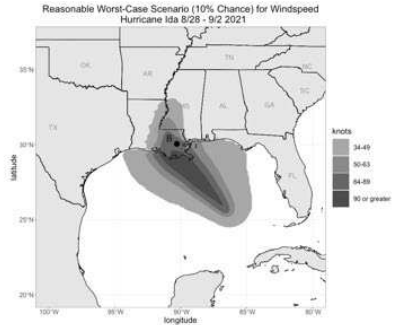 Reasonable Worst-Case Scenario (10% Chance) for Windspeed
Hurricane Ida 8/28 - 9/2 2021
latitude
35°N
30°N
25°N
20°N
OK
AR
TN
NC
SC
TX
MS
AL
GA
FL
B
100°W 95°W 90°W 85°W 80°W
longitude
knots
34-49
50-63
64-89
90 or greater